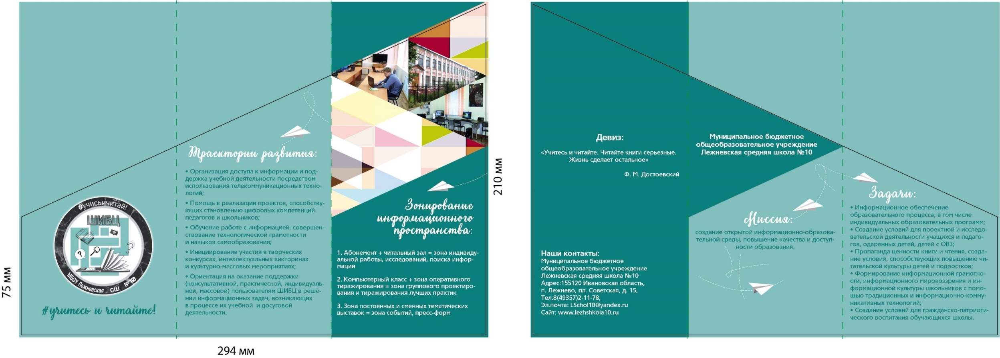 #учисьичитай!
ШИБЦ
?
?
МБОУ Лежневская СШ №10
#учитесь и читайте!
Траектории развития:
• Организация доступа к информации и под-
держка учебной деятельности посредством
использования телекоммуникационных техно-
логий;
• Помощь в реализации проектов, способству-
ющих становлению цифровых компетенций
педагогов и школьников;
• Обучение работе с информацией, совершен-
ствование технологической грамотности
и навыков самообразования;
• Инициирование участия в творческих
конкурсах, интеллектуальных викторинах
и культурно-массовых мероприятиях;
• Ориентация на оказание поддержки
(консультативной, практической, индивидуаль-
ной, массовой) пользователям ШИБЦ в реше-
нии информационных задач, возникающих
в процессе их учебной и досуговой
деятельности.
Зонирование
информационного
пространства:
1. Абонемент + читальный зал = зона индивиду-
альной работы, исследований, поиска инфор-
мации
2. Компьютерный класс + зона оперативного
тиражирования = зона группового проектиро-
вания и тиражирования лучших практик
3. Зона постоянных и сменных тематических
выставок = зона событий, пресс-форм
75 мм
294 мм
210 мм
Девиз:
«Учитесь и читайте. Читайте книги серьезные.
Жизнь сделает остальное»
Ф. М. Достоевский
Наши контакты:
Муниципальное бюджетное
общеобразовательное учреждение
Лежневская средняя школа №10
Адрес:155120 Ивановская область,
п. Лежнево, пл. Советская, д. 15,
Тел.8(49357)2-11-78,
Эл.почта: LSchol10@yandex.ru
Сайт: www.lezhshkola10.ru
Муниципальное бюджетное
общеобразовательное учреждение
Лежневская средняя школа №10
Миссия:
создание открытой информационно-образова-
тельной среды, повышение качества и доступ-
ности образования.
Задачи:
• Информационное обеспечение
образовательного процесса, в том числе
индивидуальных образовательных программ;
• Создание условий для проектной и исследо-
вательской деятельности учащихся и педаго-
гов, одаренных детей, детей с ОВЗ;
• Пропаганда ценности книги и чтения, созда-
ние условий, способствующих повышению чи-
тательской культуры детей и подростков;
• Формирование информационной грамотно-
сти, информационного мировоззрения и ин-
формационной культуры школьников с помо-
щью традиционных и информационно-комму-
никативных технологий;
• Создание условий для гражданско-патриоти-
ческого воспитания обучающихся школы.